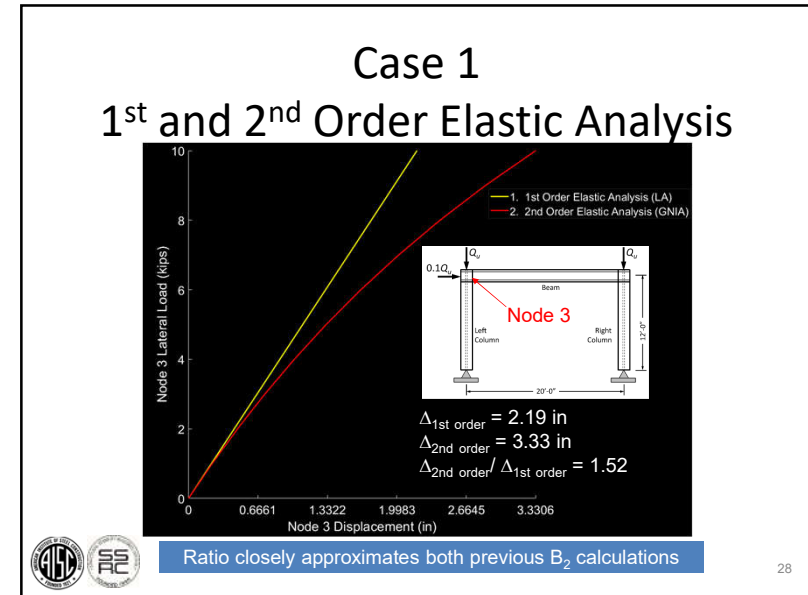 Case 1
1st and 2nd Order Elastic Analysis
10
8
6
4
2
0
Node 3 Lateral Load (kips)
0 0.6661 1.3322 1.9983 2.6645 3.3306
Node 3 Displacement (in)
1. 1st Order Elastic Analysis (LA)
2. 2nd Order Elastic Analysis (GNIA)
Qu Qu
0.1Qu
Beam
Node 3
Left
Column
Right
Column
12'-0"
20'-0"
Δ1st order = 2.19 in
Δ2nd order = 3.33 in
Δ2nd order/ Δ1st order = 1.52
AISC
SS
RC
Ratio closely approximates both previous B2 calculations
28